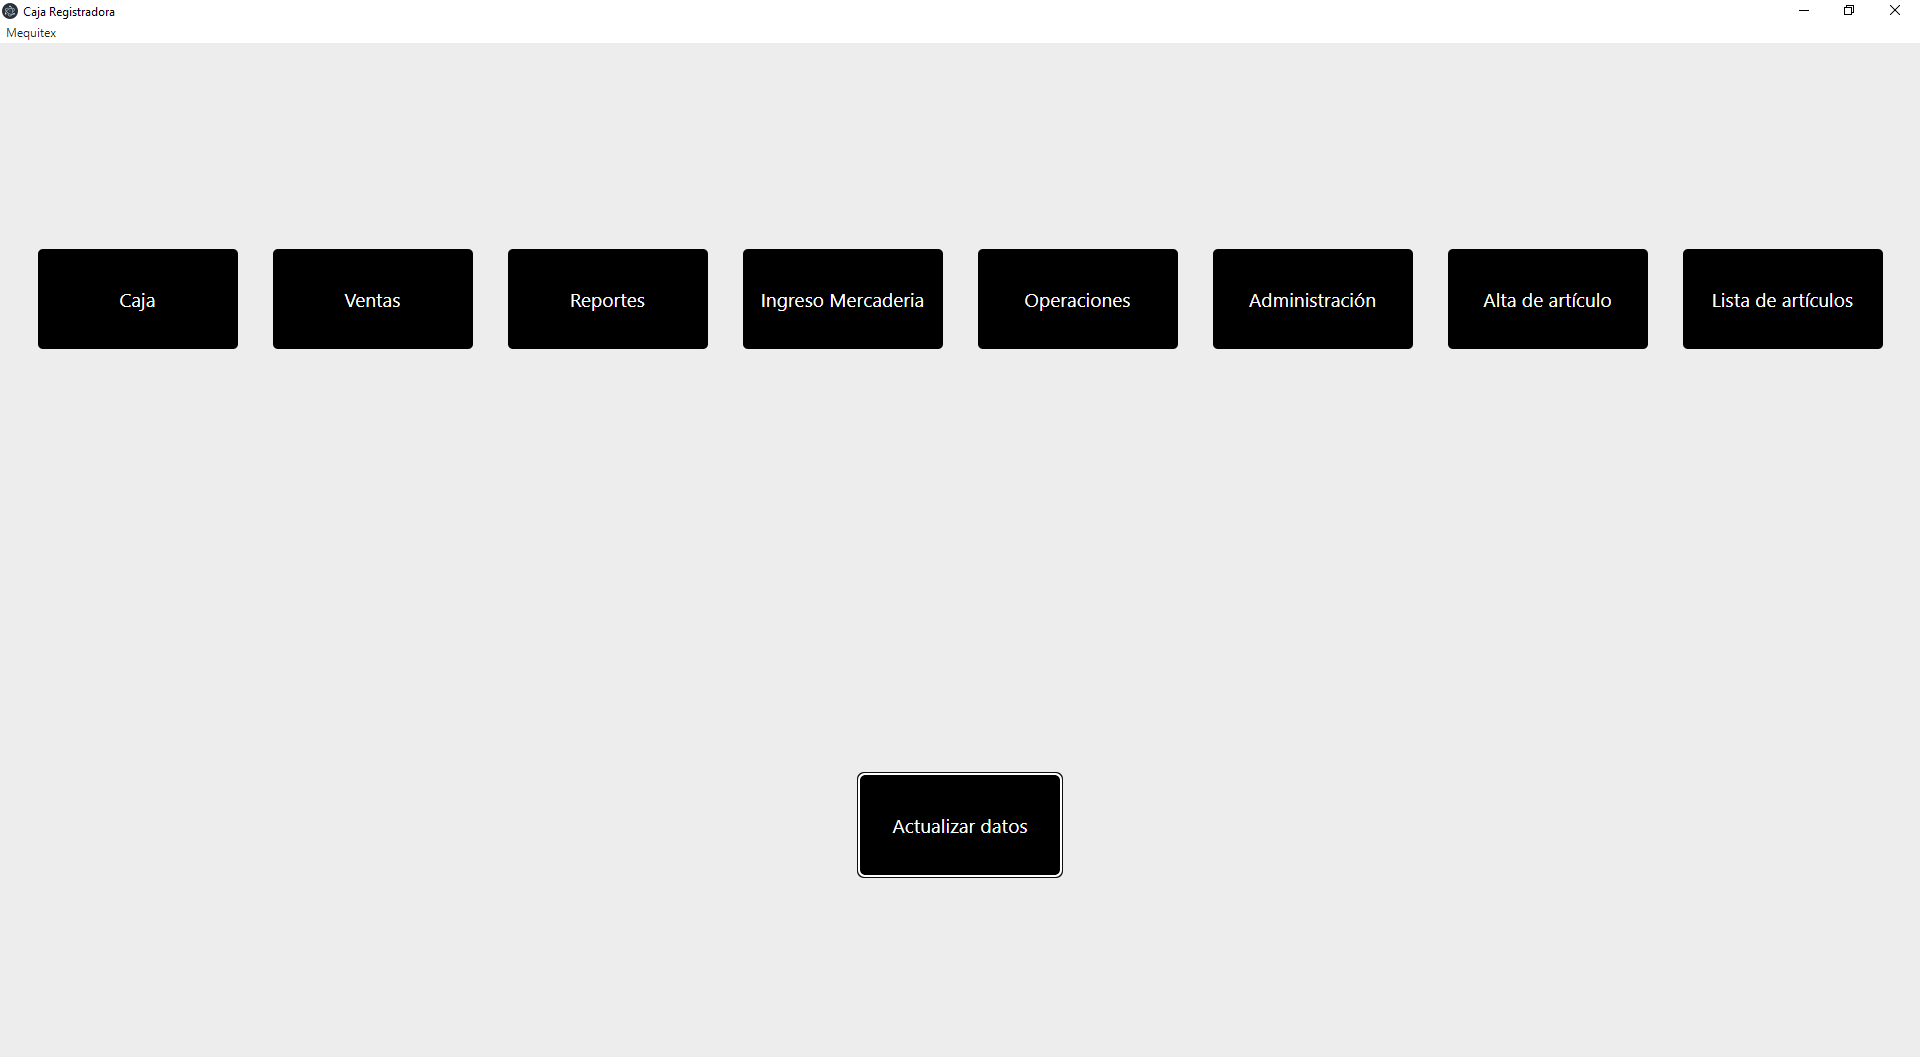 Caja Registradora
Mequitex
Caja
Ventas
Reportes
Ingreso Mercaderia
Operaciones
Administración
Alta de artículo
Lista de artículos
Actualizar datos